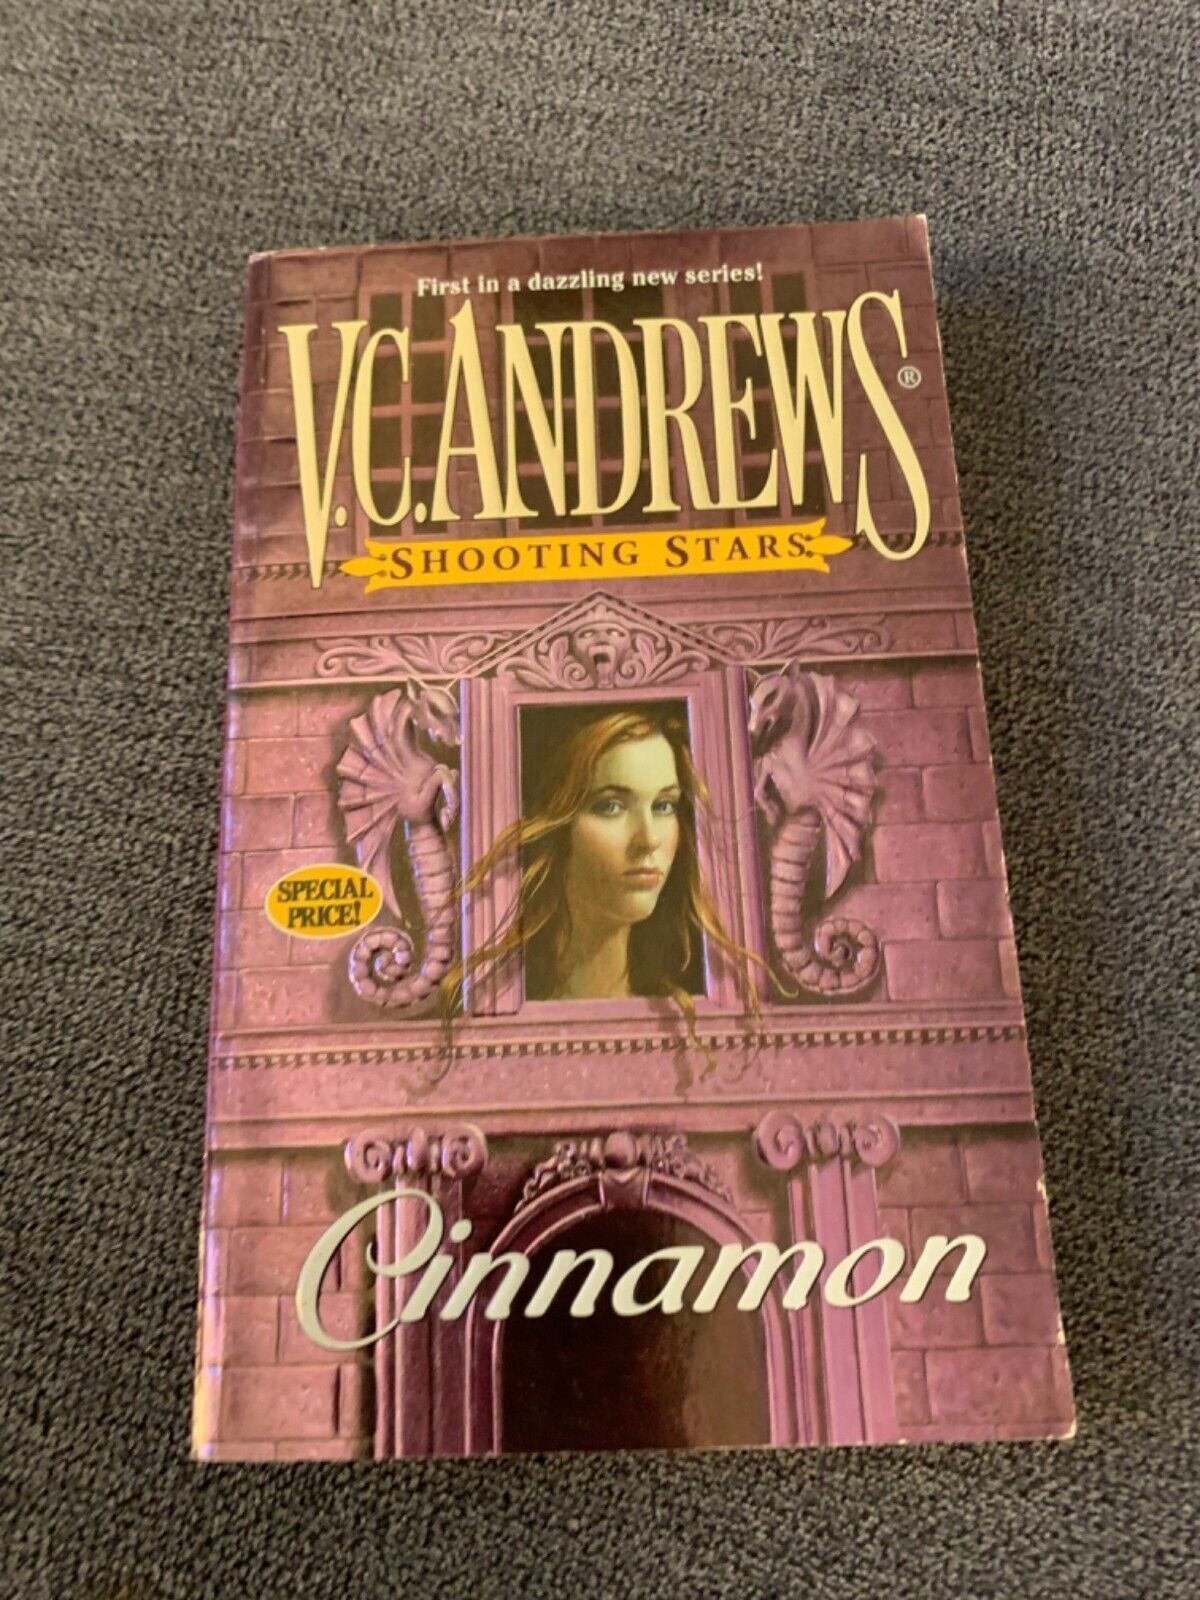 First in a dazzling new series!
V.C. ANDREWS®
SHOOTING STARS
SPECIAL
PRICE!
Cinnamon